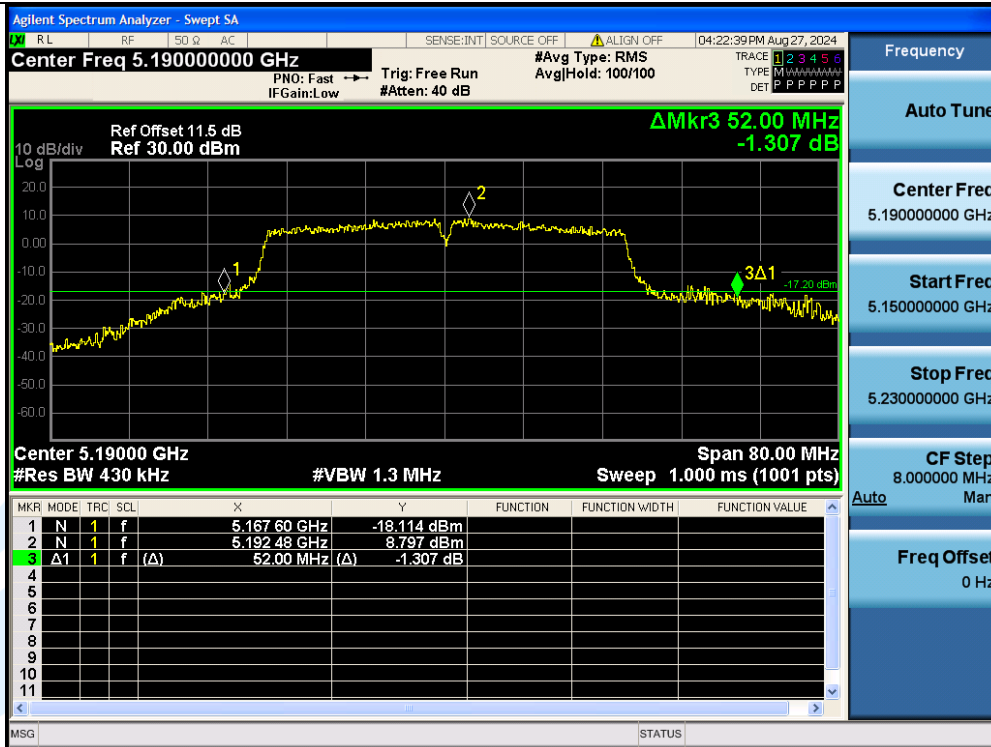 Agilent Spectrum Analyzer - Swept SA
LXI RL RF 50 Ω AC SENSE:INT SOURCE OFF ALIGN OFF 04:22:39 PM Aug 27, 2024
Center Freq 5.190000000 GHz
PNO: Fast
IFGain:Low
Trig: Free Run
#Atten: 40 dB
#Avg Type: RMS
Avg|Hold: 100/100
TRACE 1 2 3 4 5 6
TYPE M WWWWW
DET P P P P P P
ΔMkr3 52.00 MHz
-1.307 dB
Ref Offset 11.5 dB
10 dB/div Ref 30.00 dBm
Log
20.0
10.0
0.00
-10.0
-20.0
-30.0
-40.0
-50.0
-60.0
1
2
3Δ1
-17.20 dBm
Center 5.19000 GHz Span 80.00 MHz
#Res BW 430 kHz #VBW 1.3 MHz Sweep 1.000 ms (1001 pts)
MKR MODE TRC SCL X Y FUNCTION FUNCTION WIDTH FUNCTION VALUE
1 N 1 f 5.167 60 GHz -18.114 dBm
2 N 1 f 5.192 48 GHz 8.797 dBm
3 Δ1 1 f (Δ) 52.00 MHz (Δ) -1.307 dB
4
5
6
7
8
9
10
11
MSG STATUS
Frequency
Auto Tune
Center Freq
5.190000000 GHz
Start Freq
5.150000000 GHz
Stop Freq
5.230000000 GHz
CF Step
8.000000 MHz
Auto Man
Freq Offset
0 Hz